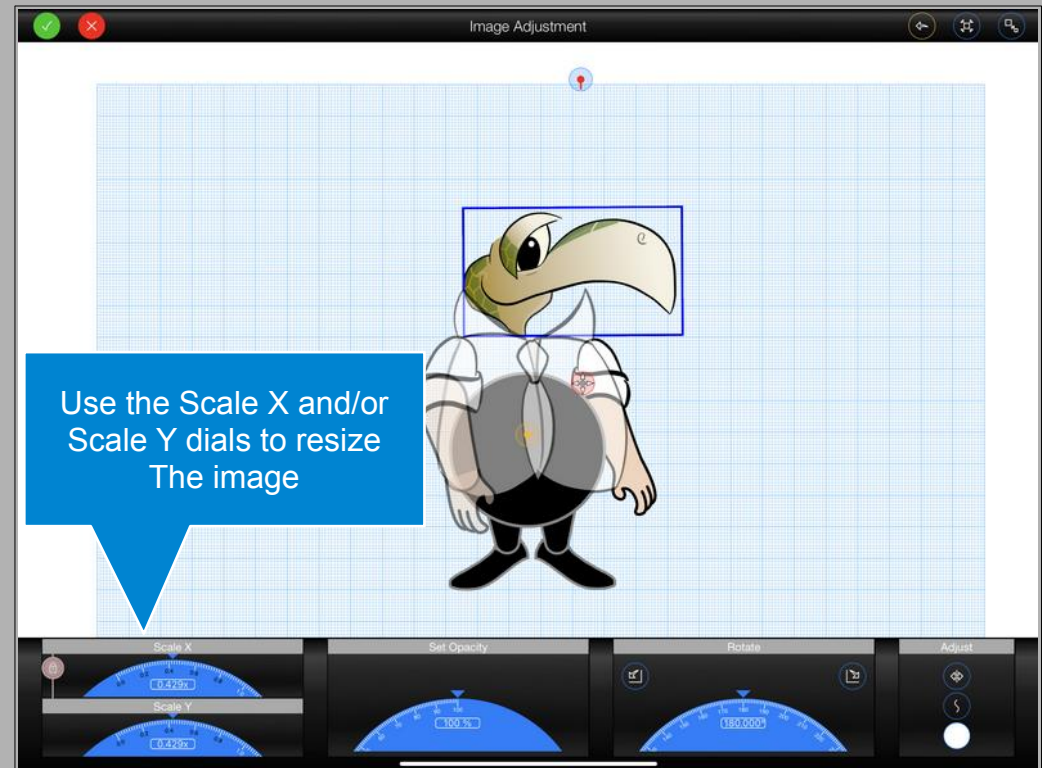 Image Adjustment
Use the Scale X and/or
Scale Y dials to resize
The image
Scale X
Set Opacity
Rotate
Adjust
0.429x
Scale Y
100 %
180.000°
0.429x